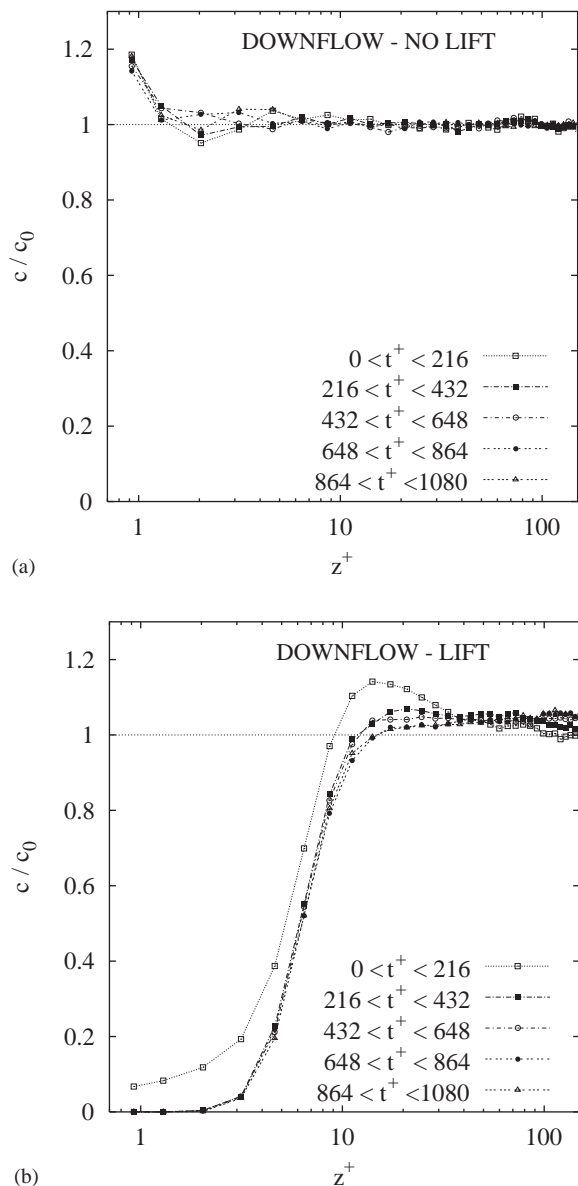 1.2
DOWNFLOW - NO LIFT
1
0.8
c / c0
0.6
0.4
0 < t+ < 216
216 < t+ < 432
0.2
432 < t+ < 648
648 < t+ < 864
864 < t+ <1080
0
1 10 100
(a)
z+
1.2
DOWNFLOW - LIFT
1
0.8
c / c0
0.6
0.4
0 < t+ < 216
216 < t+ < 432
0.2
432 < t+ < 648
648 < t+ < 864
864 < t+ <1080
0
1 10 100
(b)
z+